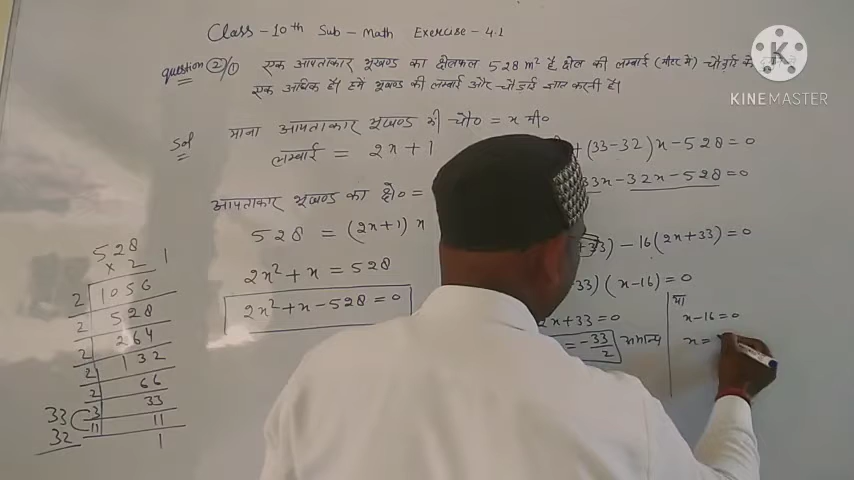 Class - 10th Sub - Math Exercise - 4.1
question ②/① एक आयताकार भूखण्ड का क्षेत्रफल 528 m² है क्षेत्र की लम्बाई (मीटर में) चौड़ाई के
एक अधिक है। हमें भूखण्ड की लम्बाई और चौड़ाई ज्ञात करनी है।
KINEMASTER
Sol माना आयताकार भूखण्ड की चौ० = x मी०
लम्बाई = 2x + 1
आयताकार भूखण्ड का क्षे० =
528 = (2x+1) x
2x² + x = 528
2x² + x - 528 = 0
528
× 2
2 1056
2 528
2 264
2 132
2 66
3 33
11 11
1
33
32
+ (33-32)x - 528 = 0
33x - 32x - 528 = 0
+33) - 16(2x+33) = 0
33) (x-16) = 0
2x+33 = 0
= -33/2
या
x-16 = 0
x =